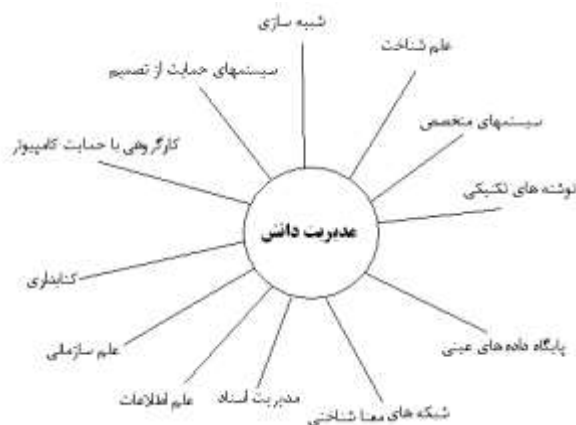 شبیه سازی
علم شناخت
سیستمهای حمایت از تصمیم
سیستمهای متخصص
کارگروهی با حمایت کامپیوتر
نوشته های تکنیکی
مدیریت دانش
کتابداری
علم سازمانی
پایگاه داده های عینی
علم اطلاعات
مدیریت اسناد
شبکه های معنا شناختی